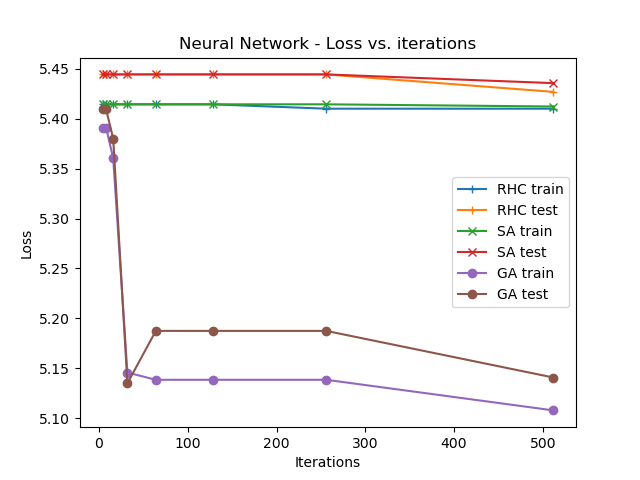 Neural Network - Loss vs. iterations
5.45
5.40
5.35
5.30
5.25
5.20
5.15
5.10
Loss
RHC train
RHC test
SA train
SA test
GA train
GA test
0 100 200 300 400 500
Iterations